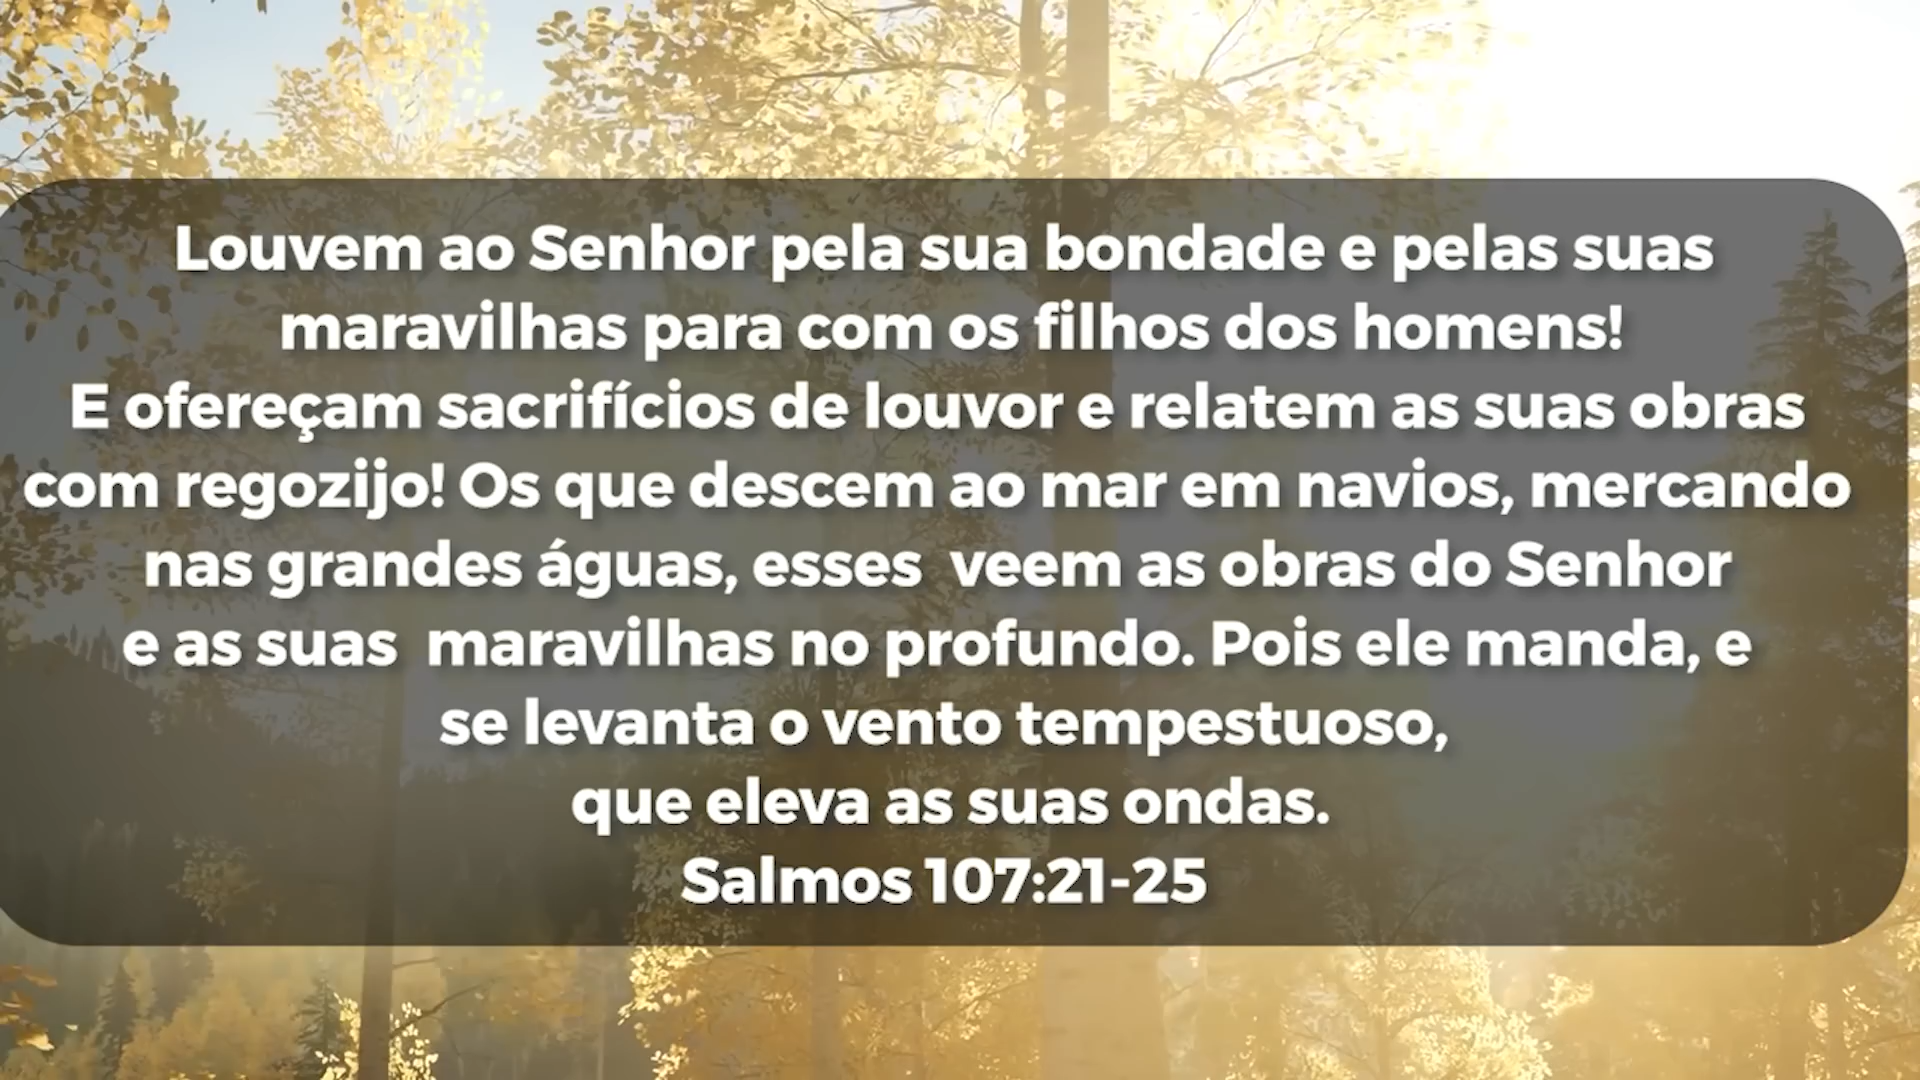 Louvem ao Senhor pela sua bondade e pelas suas
maravilhas para com os filhos dos homens!
E ofereçam sacrifícios de louvor e relatem as suas obras
com regozijo! Os que descem ao mar em navios, mercando
nas grandes águas, esses  veem as obras do Senhor
e as suas  maravilhas no profundo. Pois ele manda, e
se levanta o vento tempestuoso,
que eleva as suas ondas.
Salmos 107:21-25